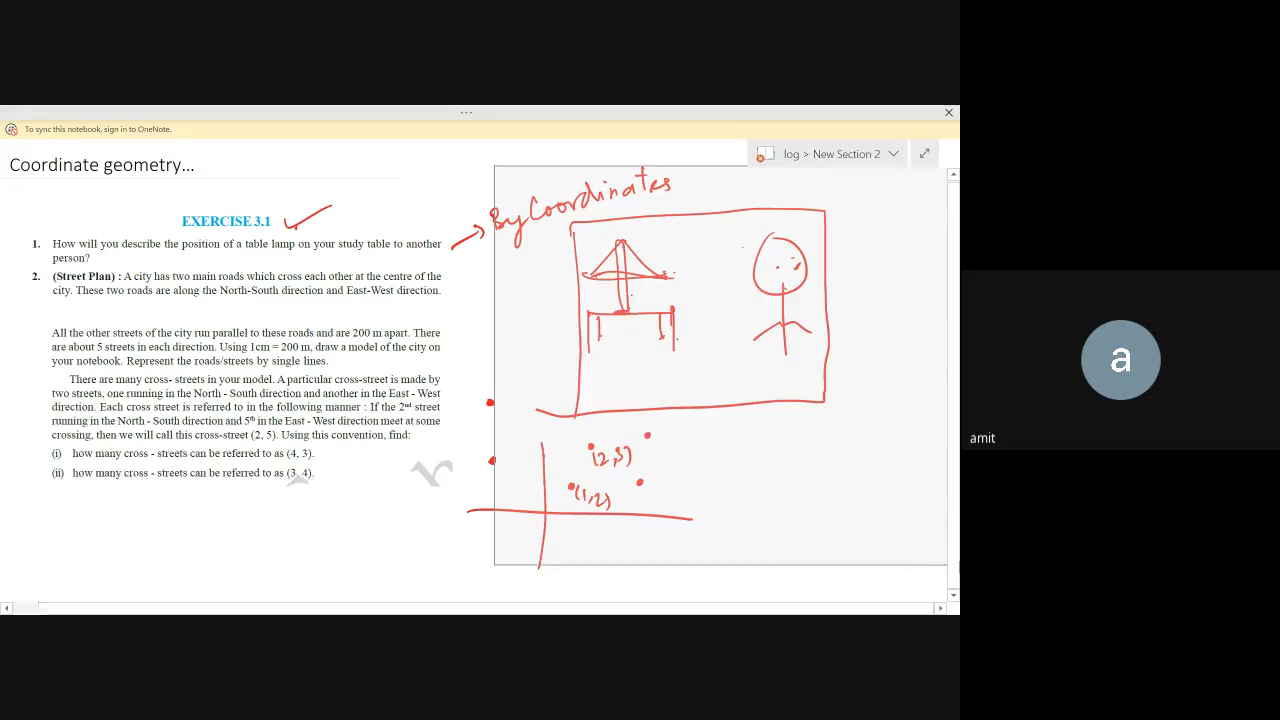 To sync this notebook, sign in to OneNote.
log > New Section 2
Coordinate geometry...
By Coordinates
EXERCISE 3.1
1. How will you describe the position of a table lamp on your study table to another
person?
2. (Street Plan) : A city has two main roads which cross each other at the centre of the
city. These two roads are along the North-South direction and East-West direction.
All the other streets of the city run parallel to these roads and are 200 m apart. There
are about 5 streets in each direction. Using 1cm = 200 m, draw a model of the city on
your notebook. Represent the roads/streets by single lines.
There are many cross- streets in your model. A particular cross-street is made by
two streets, one running in the North - South direction and another in the East - West
direction. Each cross street is referred to in the following manner : If the 2nd street
running in the North - South direction and 5th in the East - West direction meet at some
crossing, then we will call this cross-street (2, 5). Using this convention, find:
(i) how many cross - streets can be referred to as (4, 3).
(ii) how many cross - streets can be referred to as (3, 4).
(2,3)
(1,2)
a
amit